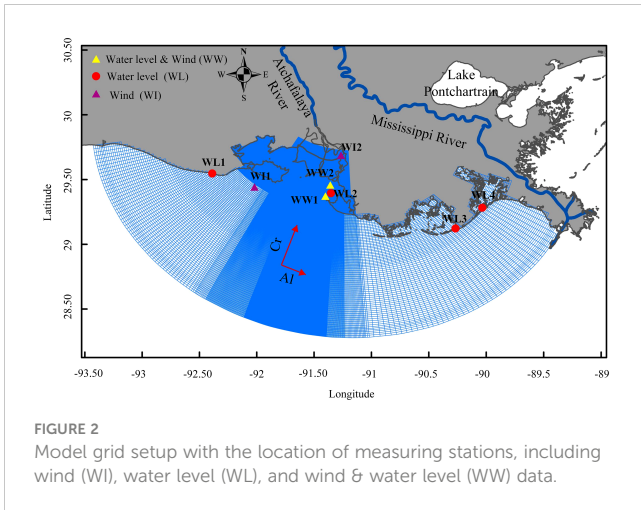 30.50
30
29.50
29
28.50
Latitude
Water level & Wind (WW)
Water level (WL)
Wind (WI)
N
W E
S
Atchafalaya
River
Lake
Pontchartrain
Mississippi River
WL1
WI1
WI2
WW2
WL2
WW1
WL4
WL3
Cr
Al
-93.50 -93 -92.50 -92 -91.50 -91 -90.50 -90 -89.5 -89
Longitude
FIGURE 2
Model grid setup with the location of measuring stations, including
wind (WI), water level (WL), and wind & water level (WW) data.